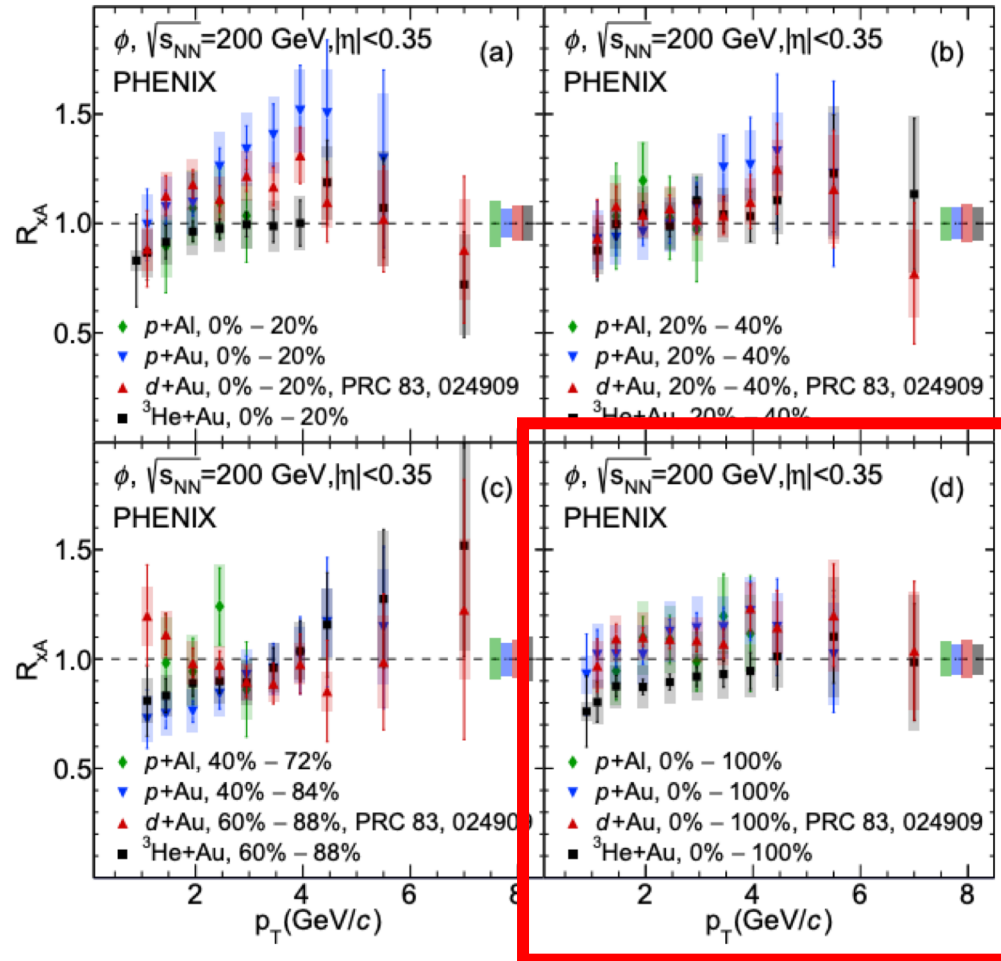 ϕ, √sNN=200 GeV,|η|<0.35
(a)
PHENIX
1.5
1.0
0.5
RxA
p+Al, 0% – 20%
p+Au, 0% – 20%
d+Au, 0% – 20%, PRC 83, 024909
3He+Au, 0% – 20%
ϕ, √sNN=200 GeV,|η|<0.35
(b)
PHENIX
p+Al, 20% – 40%
p+Au, 20% – 40%
d+Au, 20% – 40%, PRC 83, 024909
3He+Au, 20% – 40%
ϕ, √sNN=200 GeV,|η|<0.35
(c)
PHENIX
1.5
1.0
0.5
RxA
p+Al, 40% – 72%
p+Au, 40% – 84%
d+Au, 60% – 88%, PRC 83, 024909
3He+Au, 60% – 88%
2 4 6 8
pT(GeV/c)
ϕ, √sNN=200 GeV,|η|<0.35
(d)
PHENIX
p+Al, 0% – 100%
p+Au, 0% – 100%
d+Au, 0% – 100%, PRC 83, 024909
3He+Au, 0% – 100%
2 4 6 8
pT(GeV/c)